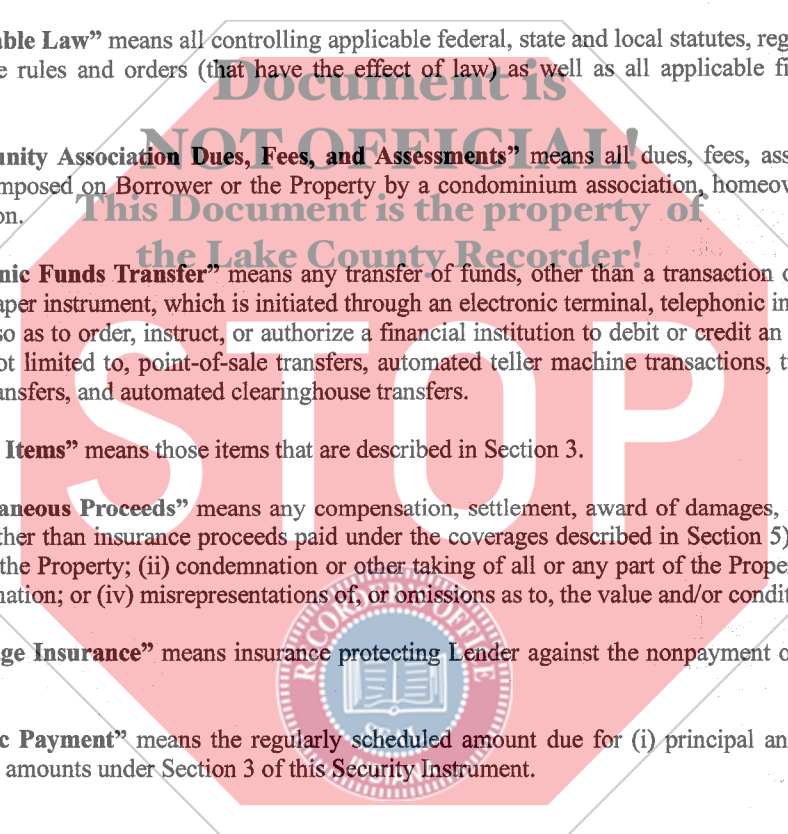 able Law” means all controlling applicable federal, state and local statutes, reg
e rules and orders (that have the effect of law) as well as all applicable fi
Document is
NOT OFFICIAL!
unity Association Dues, Fees, and Assessments” means all dues, fees, ass
mposed on Borrower or the Property by a condominium association, homeov
on.
This Document is the property of
the Lake County Recorder!
nic Funds Transfer” means any transfer of funds, other than a transaction o
aper instrument, which is initiated through an electronic terminal, telephonic in
so as to order, instruct, or authorize a financial institution to debit or credit an
ot limited to, point-of-sale transfers, automated teller machine transactions, t
ansfers, and automated clearinghouse transfers.
STOP
Items” means those items that are described in Section 3.
aneous Proceeds” means any compensation, settlement, award of damages,
ther than insurance proceeds paid under the coverages described in Section 5)
the Property; (ii) condemnation or other taking of all or any part of the Prope
nation; or (iv) misrepresentations of, or omissions as to, the value and/or condit
RECORDER'S OFFICE
ge Insurance” means insurance protecting Lender against the nonpayment o
SEAL
c Payment” means the regularly scheduled amount due for (i) principal an
INDIANA
amounts under Section 3 of this Security Instrument.